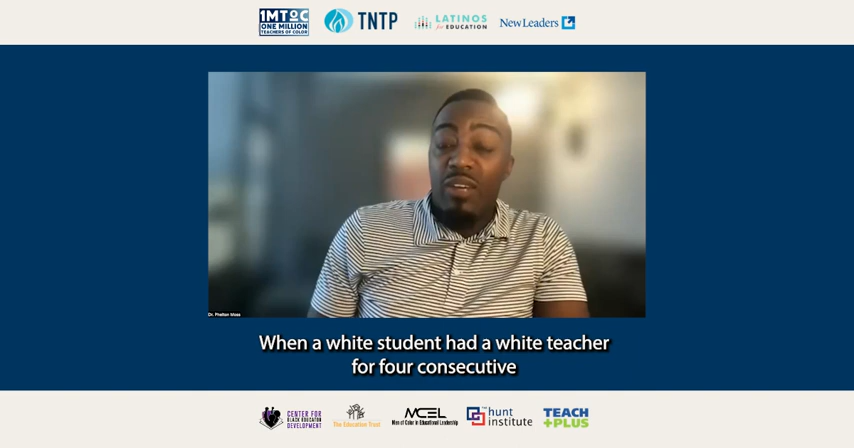 1MTOC
ONE MILLION
TEACHERS OF COLOR
TNTP
LATINOS
for EDUCATION
NewLeaders
Dr. Phelton Moss
When a white student had a white teacher
for four consecutive
CENTER FOR
BLACK EDUCATOR
DEVELOPMENT
The Education Trust
MCEL
Men of Color in Educational Leadership
hunt
institute
TEACH
+PLUS